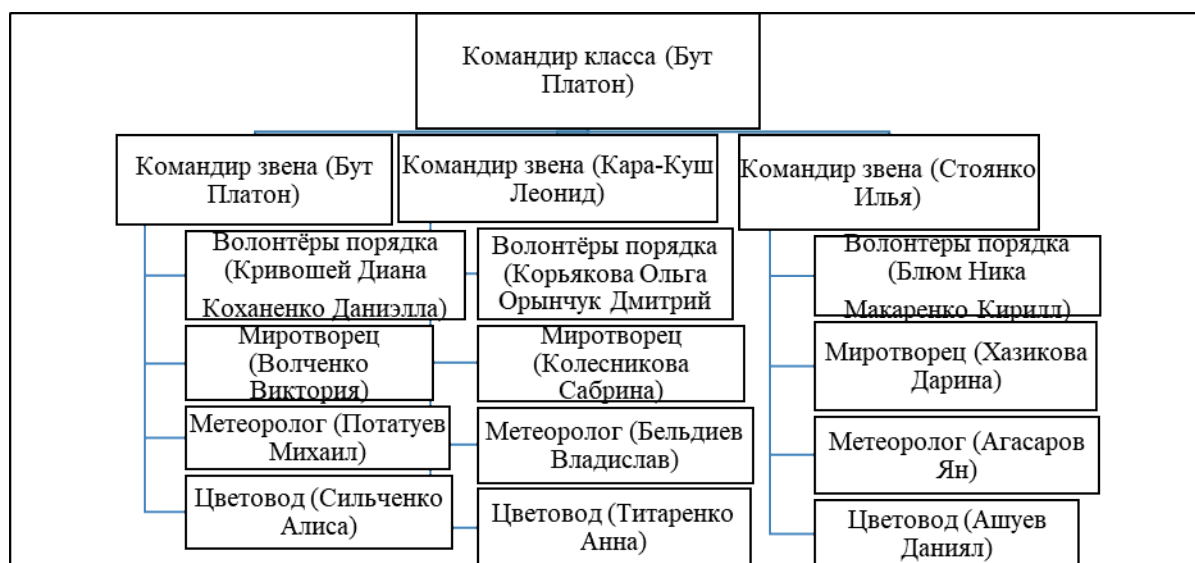 Командир класса (Бут
Платон)
Командир звена (Бут
Платон)
Волонтёры порядка
(Кривошей Диана
Коханенко Даниэлла)
Миротворец
(Волченко
Виктория)
Метеоролог (Потатуев
Михаил)
Цветовод (Сильченко
Алиса)
Командир звена (Кара-Куш
Леонид)
Волонтёры порядка
(Корьякова Ольга
Орынчук Дмитрий
Миротворец
(Колесникова
Сабрина)
Метеоролог (Бельдиев
Владислав)
Цветовод (Титаренко
Анна)
Командир звена (Стоянко
Илья)
Волонтёры порядка
(Блюм Ника
Макаренко Кирилл)
Миротворец (Хазикова
Дарина)
Метеоролог (Агасаров
Ян)
Цветовод (Ашуев
Даниял)